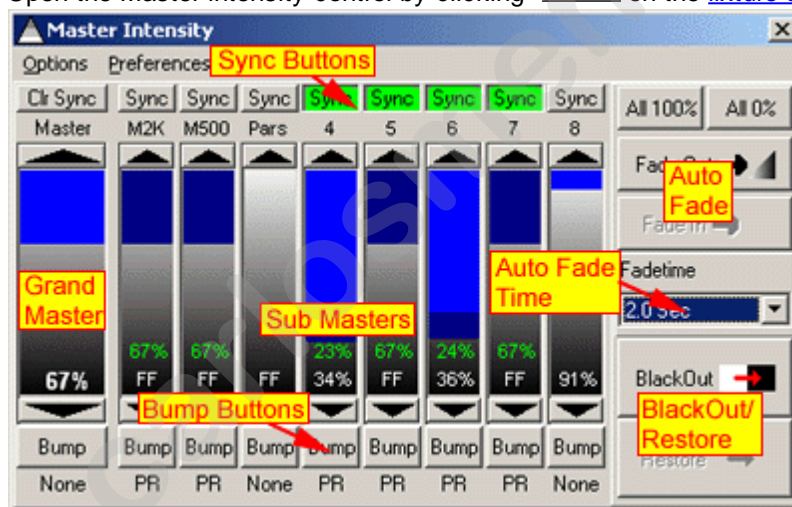 Open the Master Intensity control by clicking on the fixture
Master Intensity
Options Preferences
Sync Buttons
Clr Sync Sync Sync Sync Sync Sync Sync Sync Sync
All 100% All 0%
Master M2K M500 Pars 4 5 6 7 8
Fade Out
Auto Fade
Fade In
Grand Master
Auto Fade Time
Fadetime
2.0 Sec
Sub Masters
67% 67% 23% 67% 24% 67%
67% FF FF FF 34% FF 36% FF 91%
BlackOut
Bump Buttons
BlackOut/
Restore
Bump Bump Bump Bump Bump Bump Bump Bump Bump
Restore
None PR PR None PR PR PR PR None